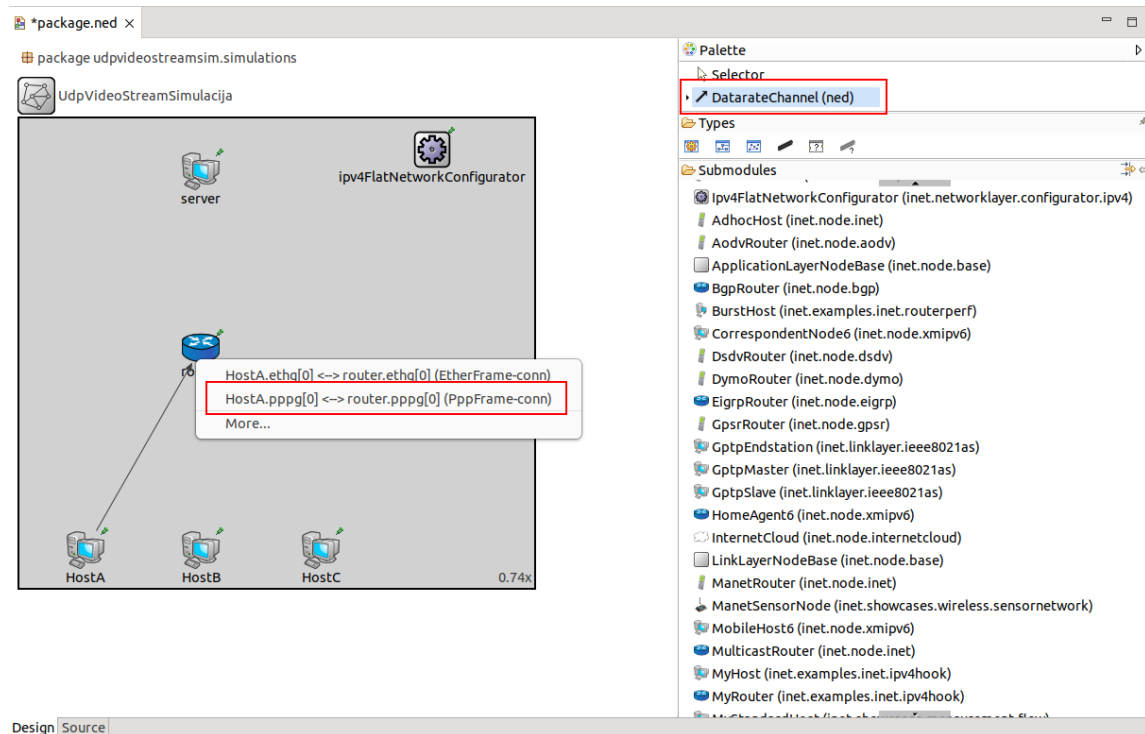 *package.ned
package udpvideostreamsim.simulations
UdpVideoStreamSimulacija
server
ipv4FlatNetworkConfigurator
HostA.ethg[0] <--> router.ethg[0] (EtherFrame-conn)
HostA.pppg[0] <--> router.pppg[0] (PppFrame-conn)
More...
HostA
HostB
HostC
0.74x
Design
Source
Palette
Selector
DatarateChannel (ned)
Types
Submodules
Ipv4FlatNetworkConfigurator (inet.networklayer.configurator.ipv4)
AdhocHost (inet.node.inet)
AodvRouter (inet.node.aodv)
ApplicationLayerNodeBase (inet.node.base)
BgpRouter (inet.node.bgp)
BurstHost (inet.examples.inet.routerperf)
CorrespondentNode6 (inet.node.xmipv6)
DsdvRouter (inet.node.dsdv)
DymoRouter (inet.node.dymo)
EigrpRouter (inet.node.eigrp)
GpsrRouter (inet.node.gpsr)
GptpEndstation (inet.linklayer.ieee8021as)
GptpMaster (inet.linklayer.ieee8021as)
GptpSlave (inet.linklayer.ieee8021as)
HomeAgent6 (inet.node.xmipv6)
InternetCloud (inet.node.internetcloud)
LinkLayerNodeBase (inet.node.base)
ManetRouter (inet.node.inet)
ManetSensorNode (inet.showcases.wireless.sensornetwork)
MobileHost6 (inet.node.xmipv6)
MulticastRouter (inet.node.inet)
MyHost (inet.examples.inet.ipv4hook)
MyRouter (inet.examples.inet.ipv4hook)